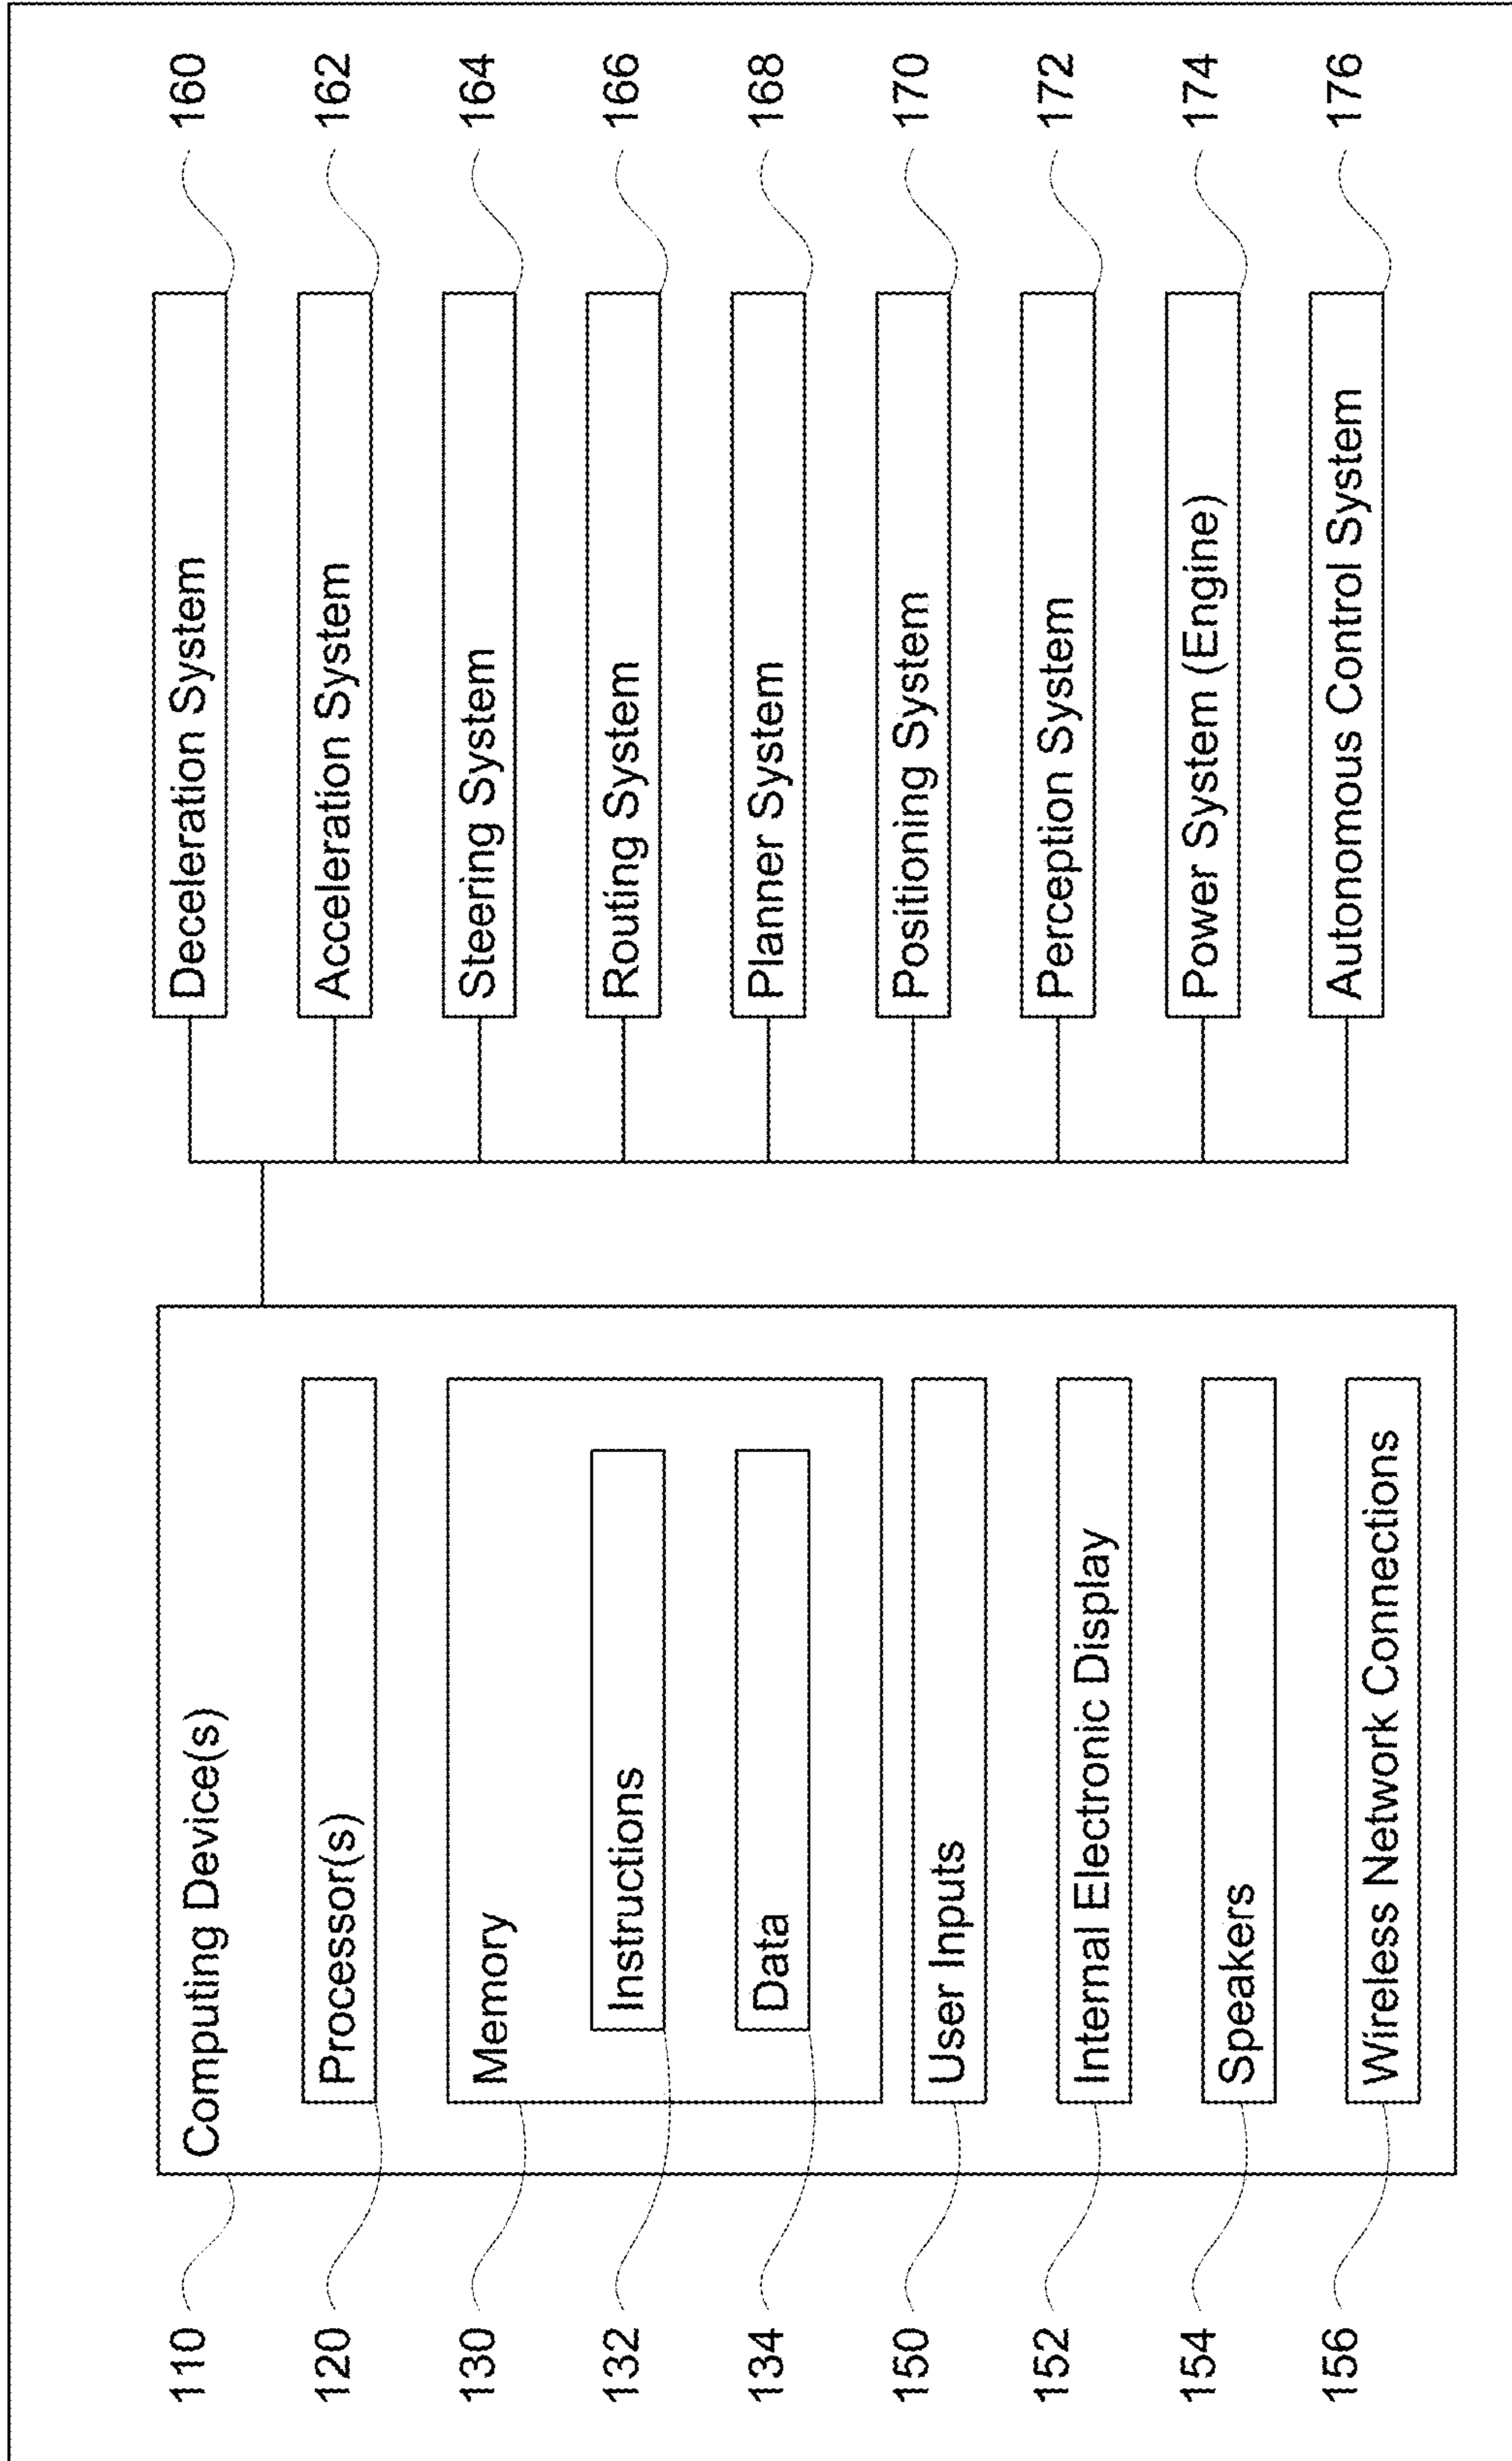 110
Computing Device(s)
120
Processor(s)
130
Memory
132
Instructions
134
Data
150
User Inputs
152
Internal Electronic Display
154
Speakers
156
Wireless Network Connections
Deceleration System
160
Acceleration System
162
Steering System
164
Routing System
166
Planner System
168
Positioning System
170
Perception System
172
Power System (Engine)
174
Autonomous Control System
176